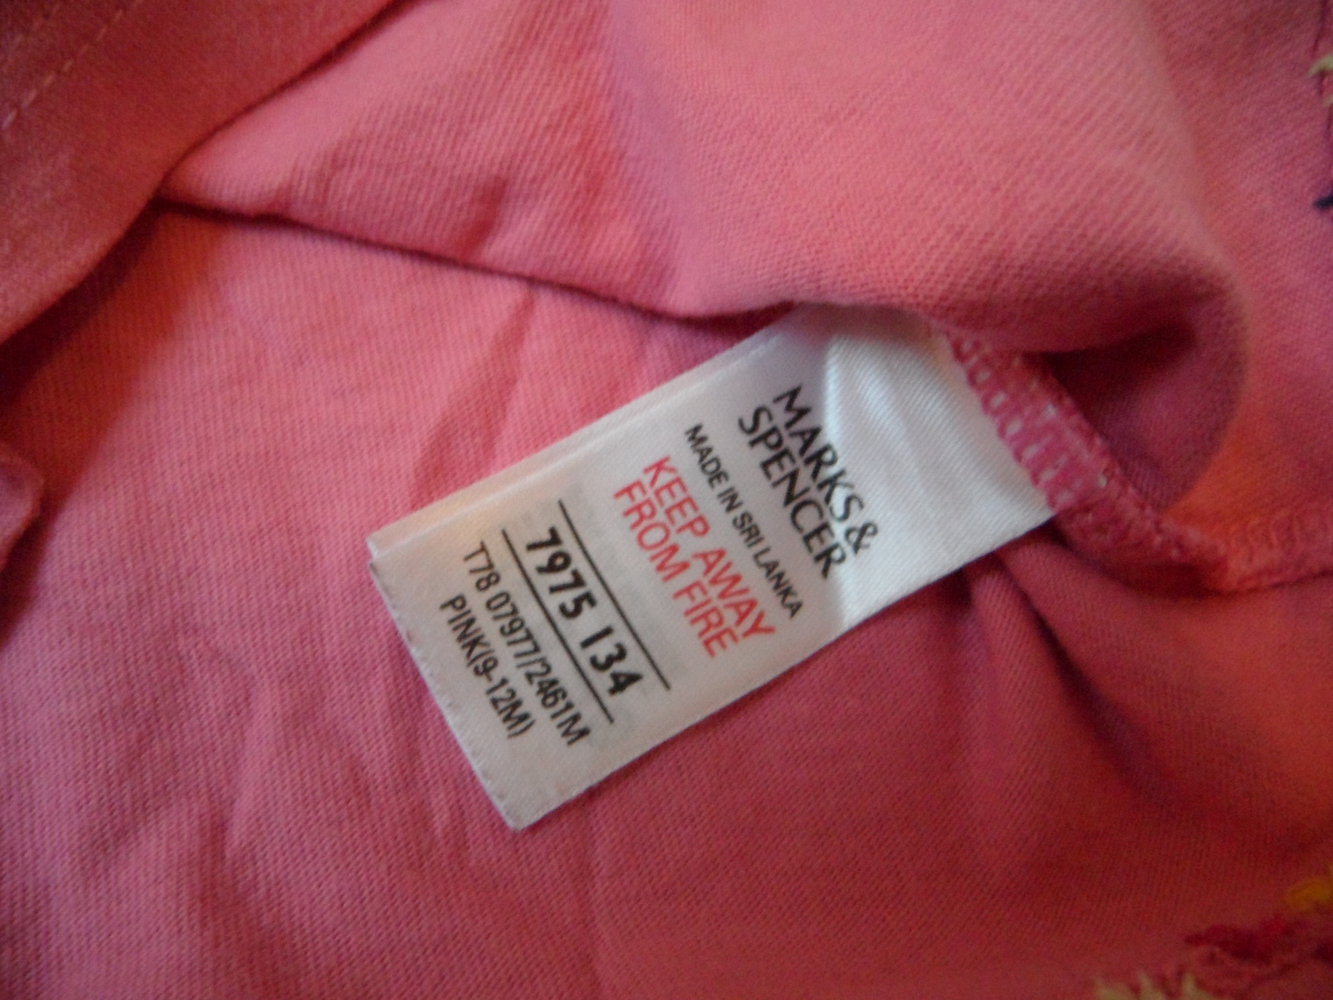 MARKS &
SPENCER
MADE IN SRI LANKA
KEEP AWAY
FROM FIRE
7975 134
T78 07977/2461M
PINK(9-12M)